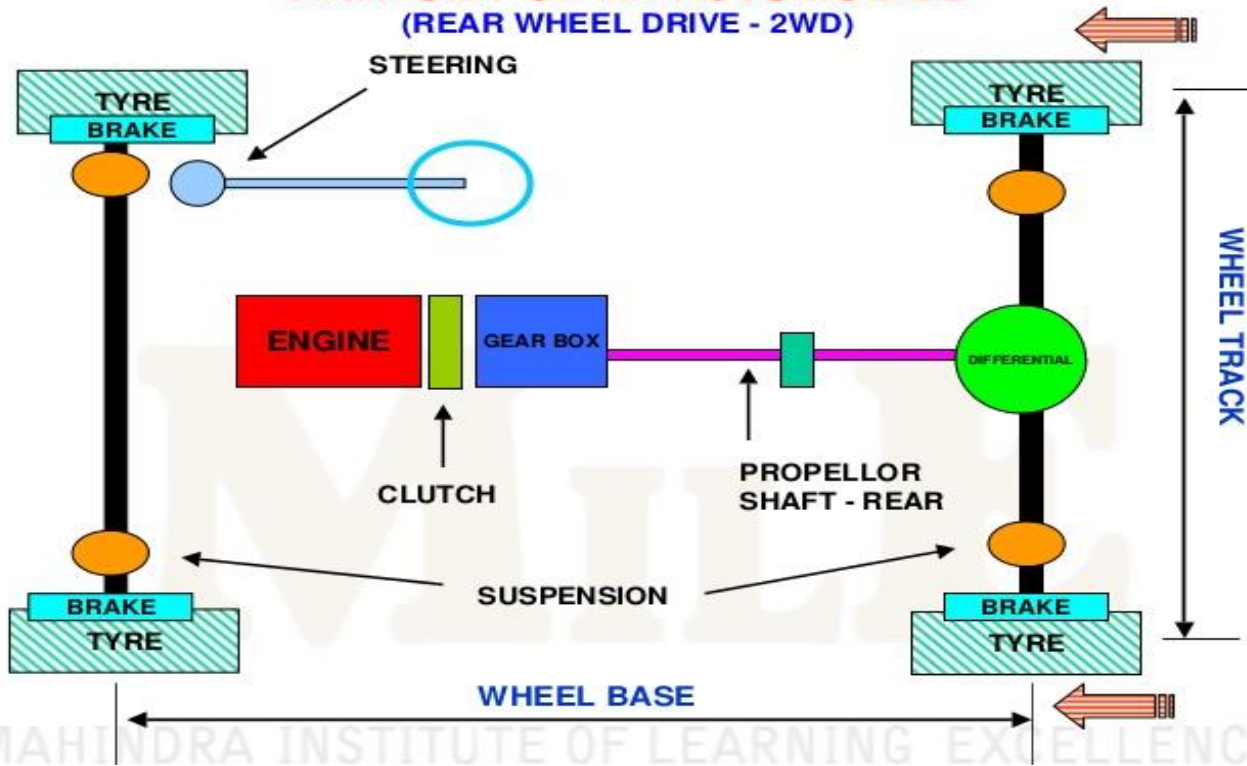 (REAR WHEEL DRIVE - 2WD)
STEERING
TYRE
BRAKE
TYRE
BRAKE
ENGINE
GEAR BOX
DIFFERENTIAL
WHEEL TRACK
CLUTCH
PROPELLOR
SHAFT - REAR
SUSPENSION
BRAKE
TYRE
BRAKE
TYRE
WHEEL BASE
MILE
MAHINDRA INSTITUTE OF LEARNING EXCELLENC